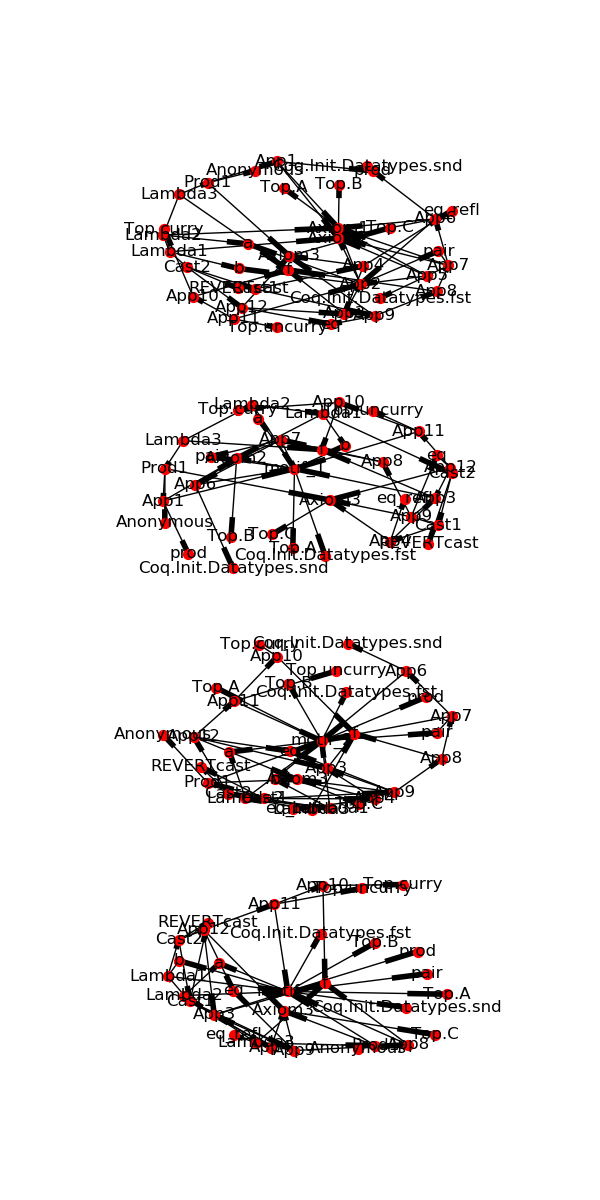 App1
Coq.Init.Datatypes.snd
Anonymous
prod
Prod1
Top.A
Top.B
Lambda3
eq_refl
App6
Top.curry
Top.C
Lambda2
a
Lambda1
Axiom3
pair
Cast2
b
f
App4
App7
App5
REVERTcast
App2
App8
App10
Coq.Init.Datatypes.fst
App12
App11
App3
App9
Top.uncurry
eq
Lambda2
App10
Top.curry
Top.uncurry
a
Lambda1
App11
Lambda3
App7
b
pair
eq
Prod1
App8
App12
Cast2
App6
App1
Axiom3
eq_refl
App3
Anonymous
App9
Cast1
Top.B
Top.C
REVERTcast
prod
Top.A
Coq.Init.Datatypes.fst
Coq.Init.Datatypes.snd
Top.curry
Coq.Init.Datatypes.snd
App10
Top.uncurry
App6
Top.B
Top.A
Coq.Init.Datatypes.fst
prod
App11
App7
Anonymous
App12
f
pair
a
App8
REVERTcast
App3
Prod1
Cast2
App9
Top.C
App10
Top.curry
Top.uncurry
App11
REVERTcast
App12
Coq.Init.Datatypes.fst
Cast2
Top.B
prod
b
a
Lambda1
pair
f
Lambda2
eq
Top.A
Coq.Init.Datatypes.snd
App3
Axiom3
eq_refl
Top.C
Lambda3
App9
Anonymous
Prod1
App8